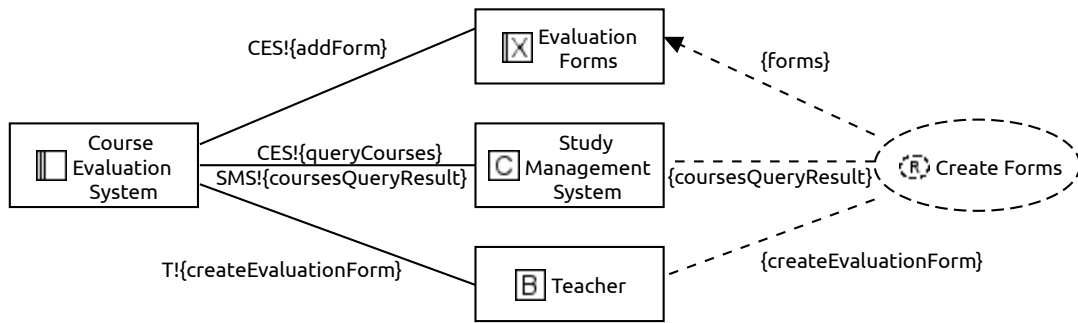 CES!{addForm}
X
Evaluation
Forms
{forms}
Course
Evaluation
System
CES!{queryCourses}
SMS!{coursesQueryResult}
C
Study
Management
System
{coursesQueryResult}
R
Create Forms
T!{createEvaluationForm}
B
Teacher
{createEvaluationForm}